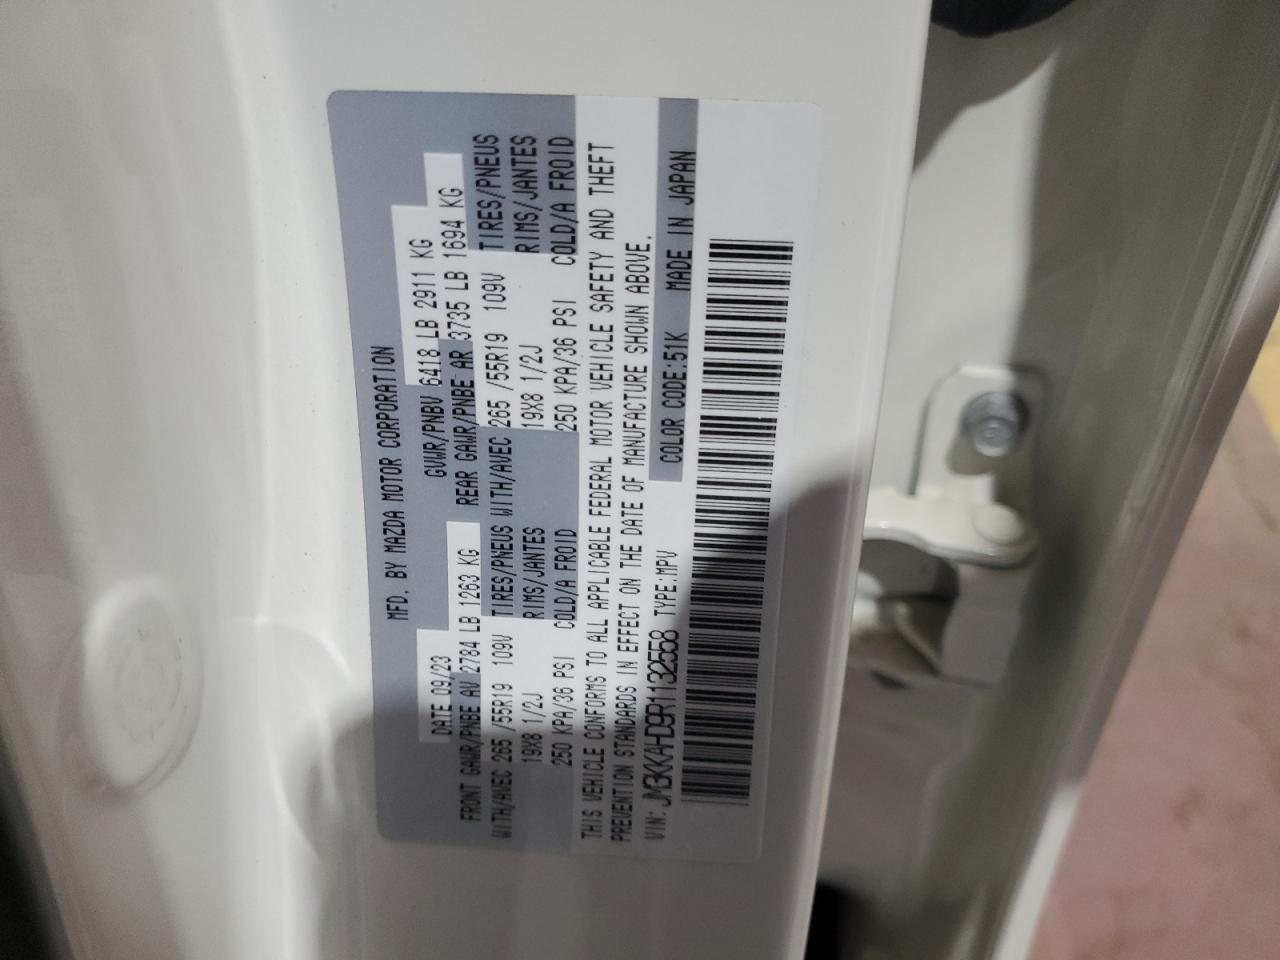 MFD. BY MAZDA MOTOR CORPORATION
DATE 09/23 GVWR/PNBV 6418 LB 2911 KG
FRONT GAWR/PNBE AV 2784 LB 1263 KG REAR GAWR/PNBE AR 3735 LB 1694 KG
WITH/AVEC 265 /55R19 109V TIRES/PNEUS WITH/AVEC 265 /55R19 109V TIRES/PNEUS
19X8 1/2J RIMS/JANTES 19X8 1/2J RIMS/JANTES
250 KPA/36 PSI COLD/A FROID 250 KPA/36 PSI COLD/A FROID
THIS VEHICLE CONFORMS TO ALL APPLICABLE FEDERAL MOTOR VEHICLE SAFETY AND THEFT
PREVENTION STANDARDS IN EFFECT ON THE DATE OF MANUFACTURE SHOWN ABOVE.
VIN: JM3KKAHD9R1132558 TYPE:MPV COLOR CODE:51K MADE IN JAPAN